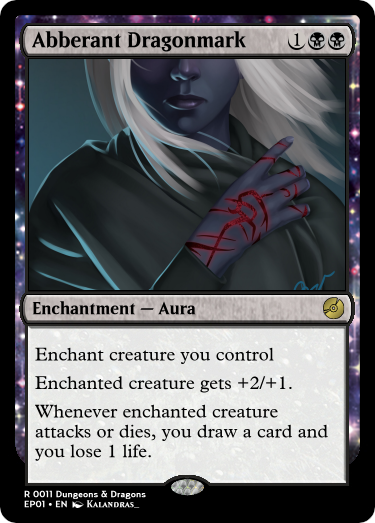 Abberant Dragonmark 1
Enchantment — Aura
Enchant creature you control
Enchanted creature gets +2/+1.
Whenever enchanted creature
attacks or dies, you draw a card and
you lose 1 life.
R 0011 Dungeons & Dragons
EP01 • EN KALANDRAS_